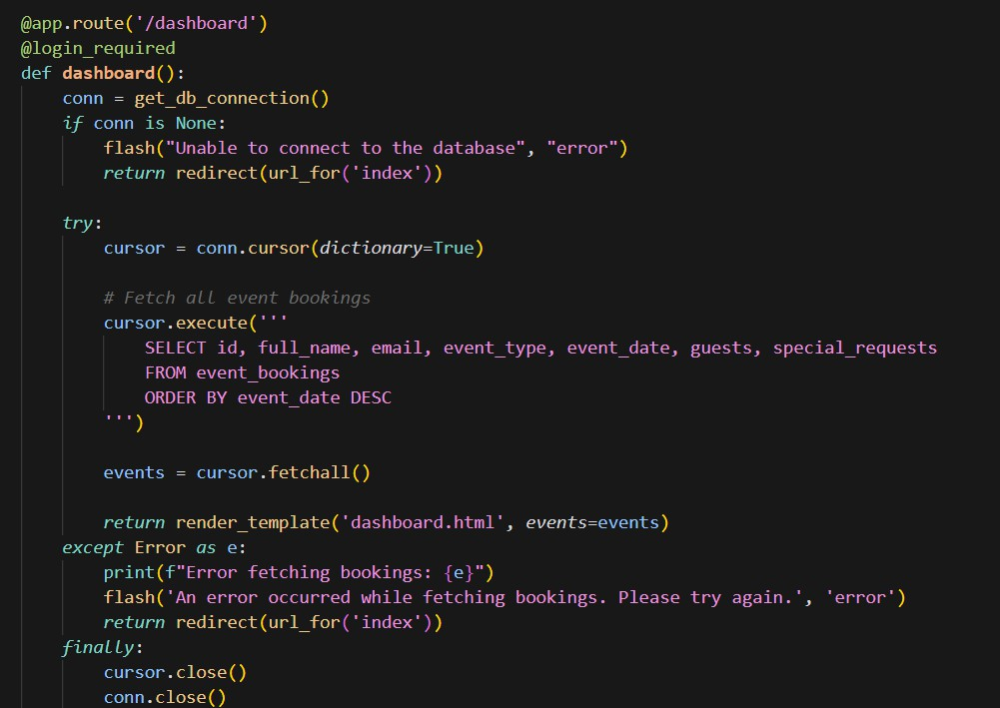 @app.route('/dashboard')
@login_required
def dashboard():
    conn = get_db_connection()
    if conn is None:
        flash("Unable to connect to the database", "error")
        return redirect(url_for('index'))

    try:
        cursor = conn.cursor(dictionary=True)

        # Fetch all event bookings
        cursor.execute('''
            SELECT id, full_name, email, event_type, event_date, guests, special_requests
            FROM event_bookings
            ORDER BY event_date DESC
        ''')

        events = cursor.fetchall()

        return render_template('dashboard.html', events=events)
    except Error as e:
        print(f"Error fetching bookings: {e}")
        flash('An error occurred while fetching bookings. Please try again.', 'error')
        return redirect(url_for('index'))
    finally:
        cursor.close()
        conn.close()